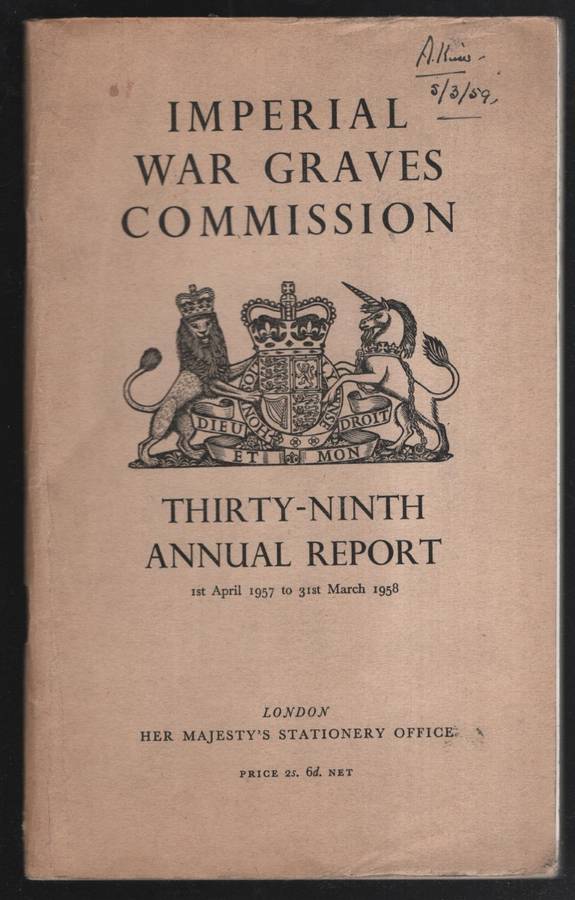 5/3/59,
IMPERIAL
WAR GRAVES
COMMISSION
DIEU
ET
MON
DROIT
THIRTY-NINTH
ANNUAL REPORT
1st April 1957 to 31st March 1958
LONDON
HER MAJESTY'S STATIONERY OFFICE
PRICE 2s. 6d. NET